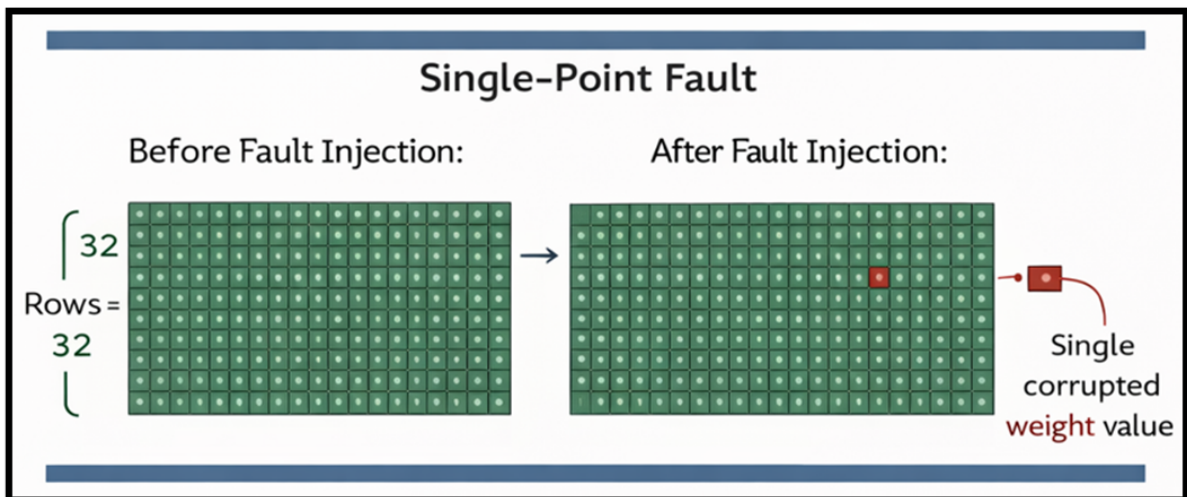 Single-Point Fault
Before Fault Injection:
After Fault Injection:
32
Rows =
32
Single
corrupted
weight value